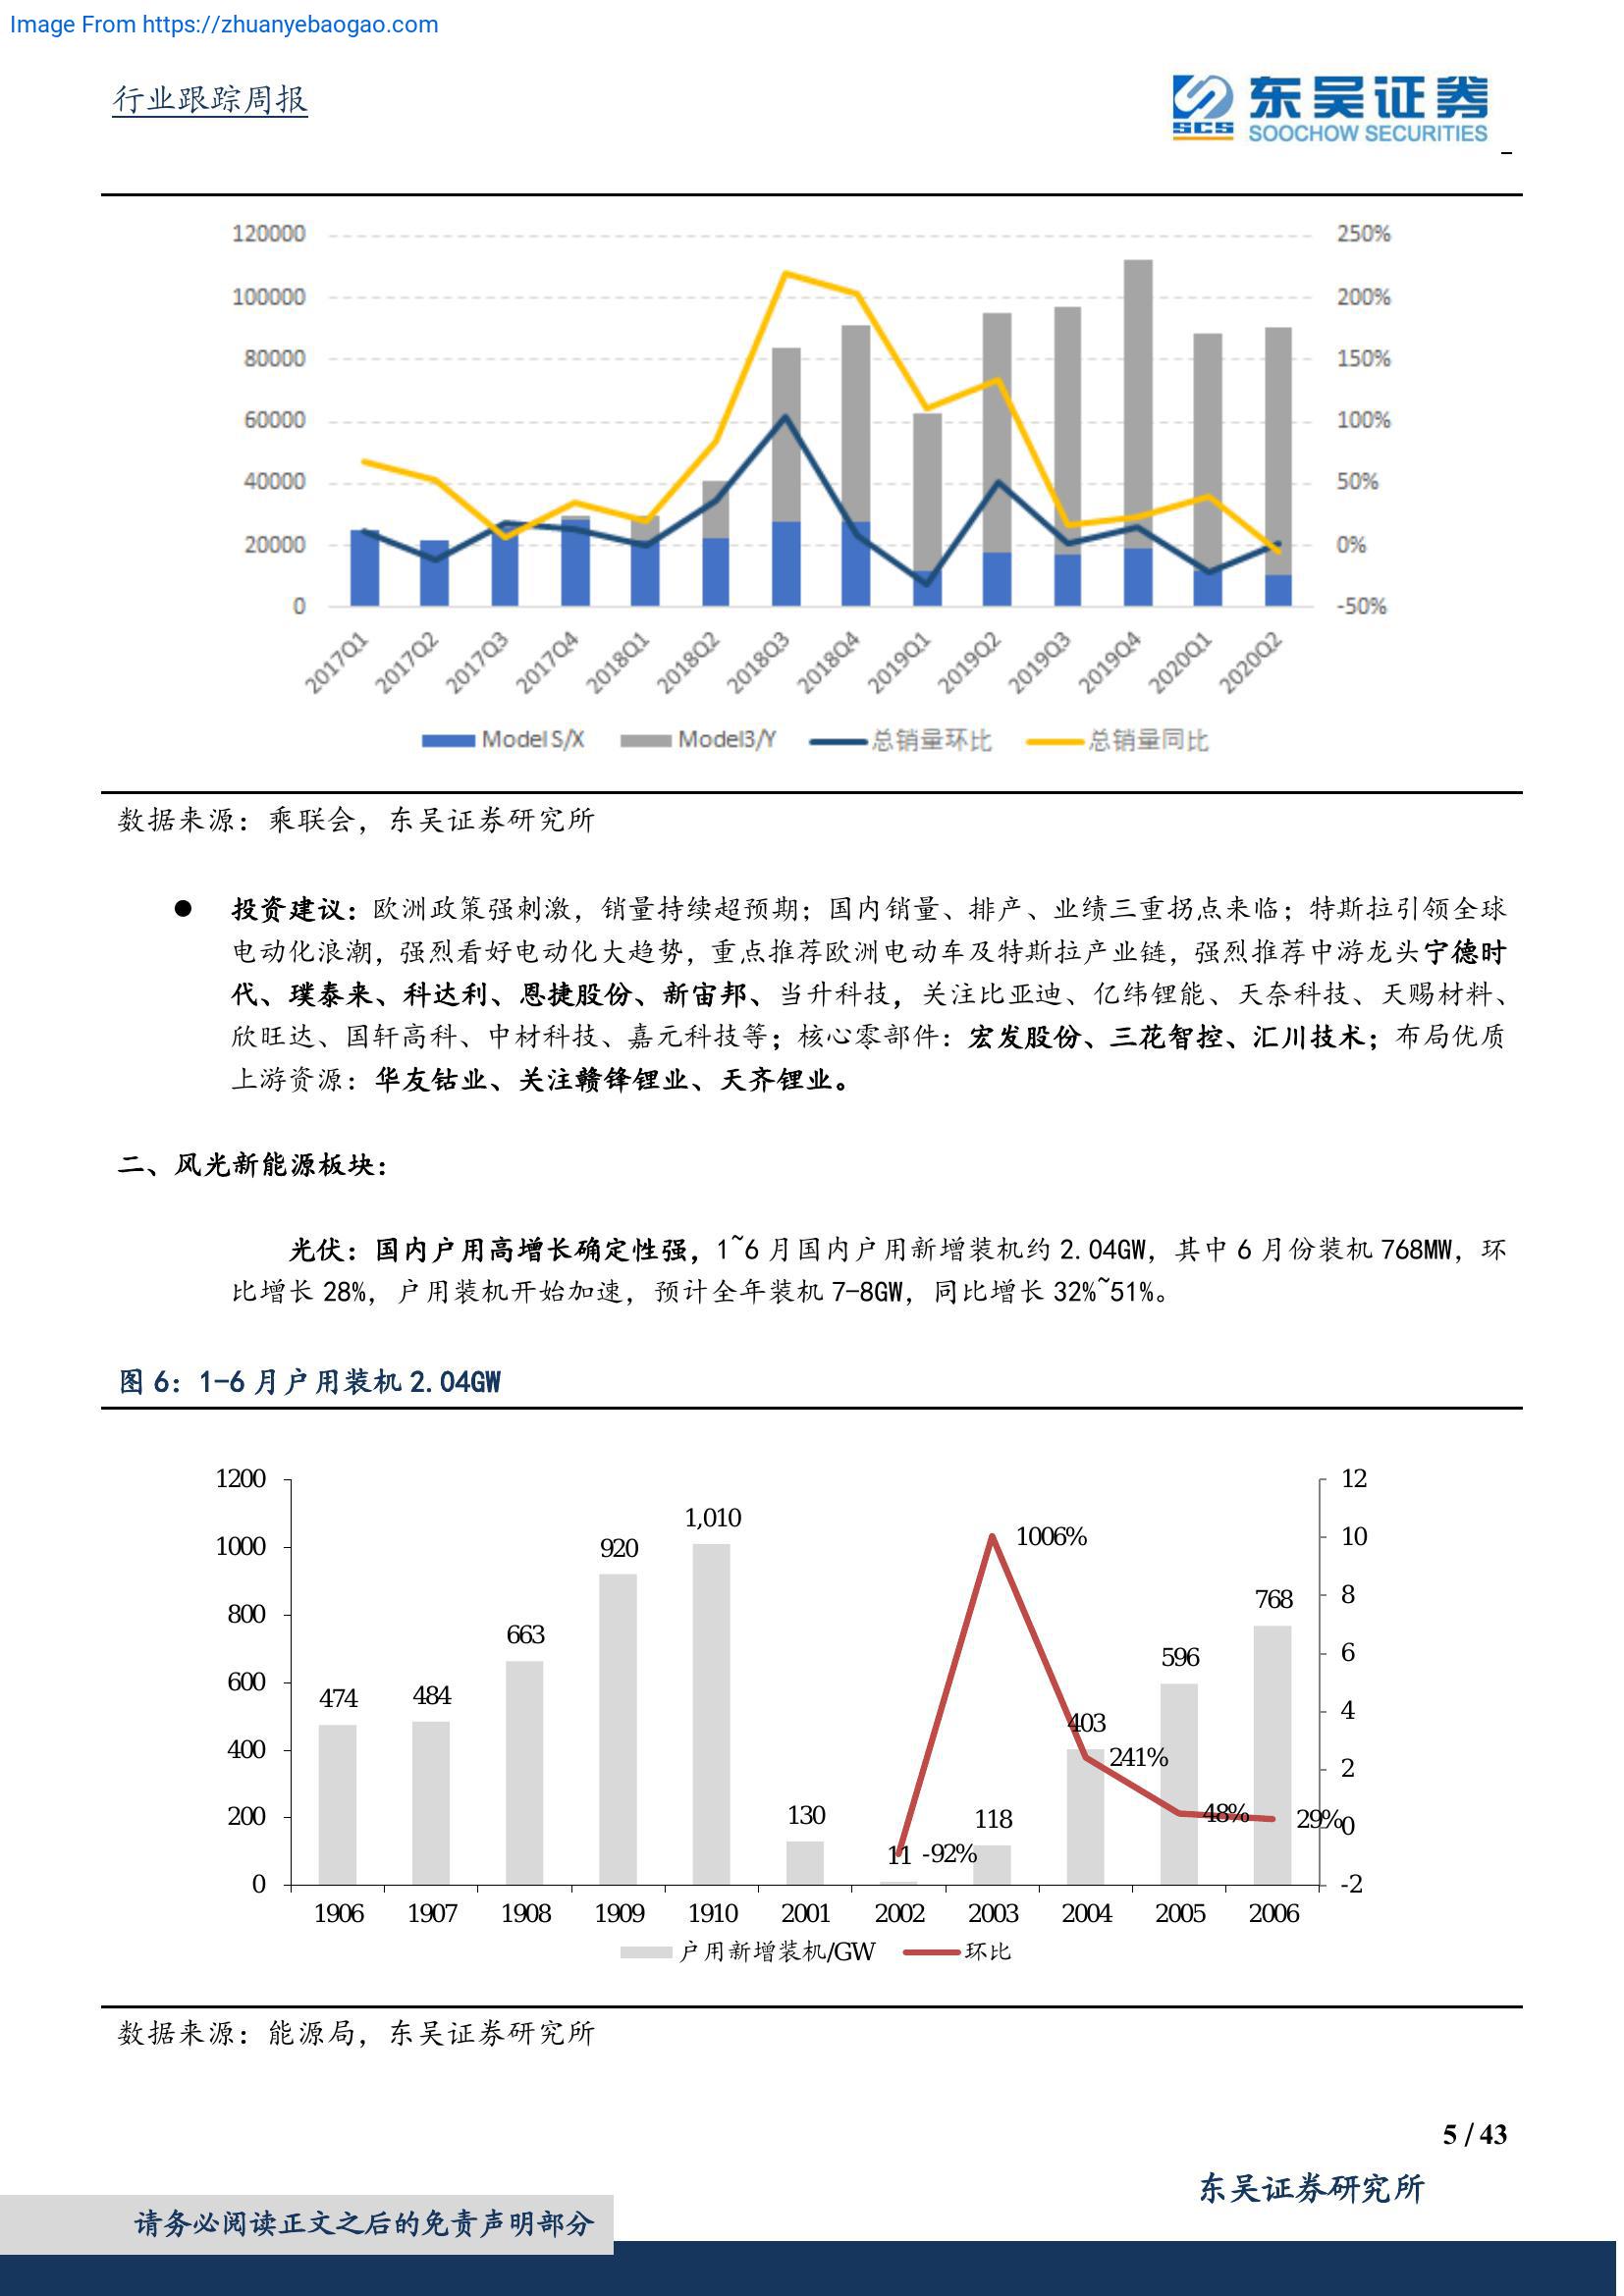 Image From https://zhuanyebaogao.com
行业跟踪周报
东吴证券
SCS
SOOCHOW SECURITIES
120000
100000
80000
60000
40000
20000
0
250%
200%
150%
100%
50%
0%
-50%
2017Q1 2017Q2 2017Q3 2017Q4 2018Q1 2018Q2 2018Q3 2018Q4 2019Q1 2019Q2 2019Q3 2019Q4 2020Q1 2020Q2
Model S/X Model3/Y 总销量环比 总销量同比
数据来源：乘联会，东吴证券研究所
● 投资建议：欧洲政策强刺激，销量持续超预期；国内销量、排产、业绩三重拐点来临；特斯拉引领全球
电动化浪潮，强烈看好电动化大趋势，重点推荐欧洲电动车及特斯拉产业链，强烈推荐中游龙头宁德时
代、璞泰来、科达利、恩捷股份、新宙邦、当升科技，关注比亚迪、亿纬锂能、天奈科技、天赐材料、
欣旺达、国轩高科、中材科技、嘉元科技等；核心零部件：宏发股份、三花智控、汇川技术；布局优质
上游资源：华友钴业、关注赣锋锂业、天齐锂业。
二、风光新能源板块：
光伏：国内户用高增长确定性强，1~6 月国内户用新增装机约 2.04GW，其中 6 月份装机 768MW，环
比增长 28%，户用装机开始加速，预计全年装机 7-8GW，同比增长 32%~51%。
图 6：1-6 月户用装机 2.04GW
1200
1000
800
600
400
200
0
474
484
663
920
1,010
130
11
118
403
596
768
-92%
1006%
241%
48%
29%
12
10
8
6
4
2
0
-2
1906 1907 1908 1909 1910 2001 2002 2003 2004 2005 2006
户用新增装机/GW 环比
数据来源：能源局，东吴证券研究所
5 / 43
东吴证券研究所
请务必阅读正文之后的免责声明部分